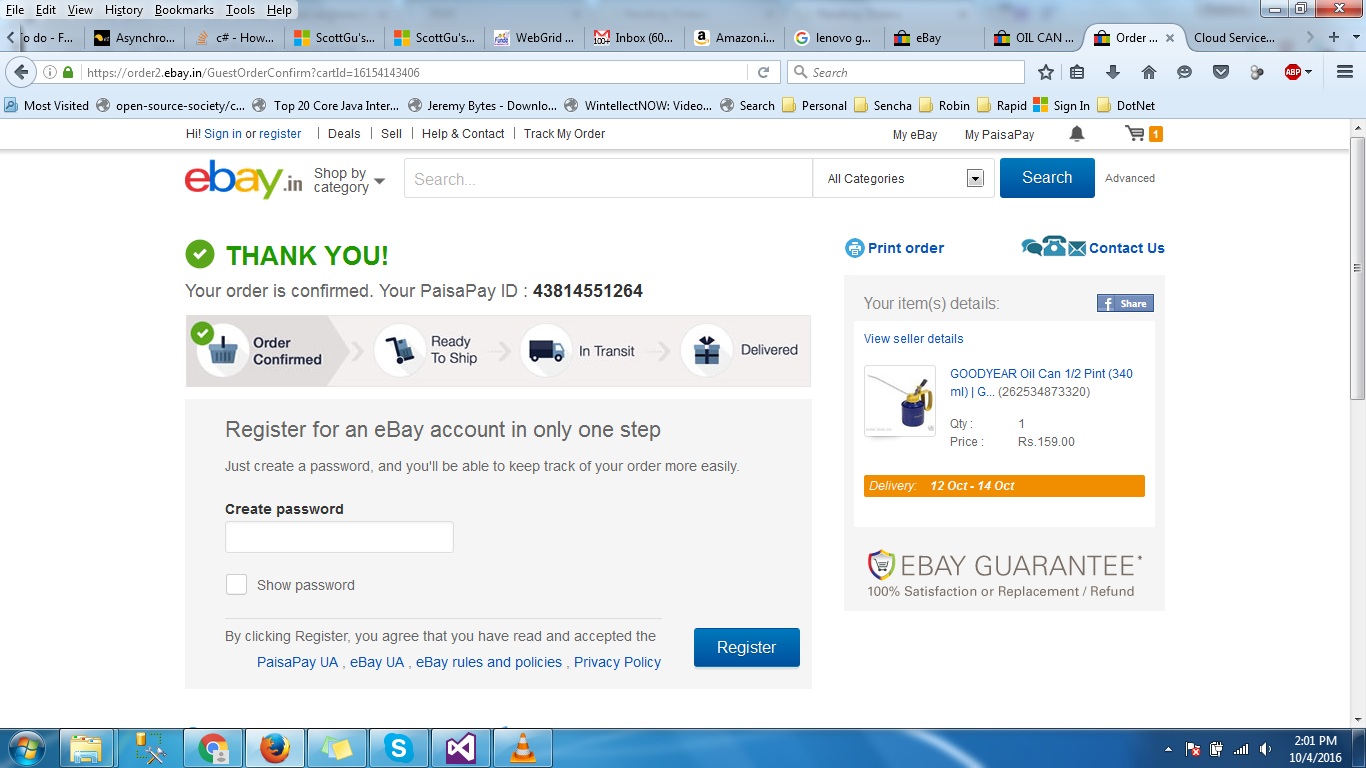 File Edit View History Bookmarks Tools Help
o do - F... Asynchro... c# - How... ScottGu's... ScottGu's... WebGrid ... Inbox (60... Amazon.i... lenovo g... eBay OIL CAN ... Order ... Cloud Service...
https://order2.ebay.in/GuestOrderConfirm?cartId=16154143406 Search ABP
Most Visited open-source-society/c... Top 20 Core Java Inter... Jeremy Bytes - Downlo... WintellectNOW: Video... Search Personal Sencha Robin Rapid Sign In DotNet
Hi! Sign in or register Deals Sell Help & Contact Track My Order My eBay My PaisaPay 1
ebay.in Shop by category Search... All Categories Search Advanced
THANK YOU!
Your order is confirmed. Your PaisaPay ID : 43814551264
Order Confirmed Ready To Ship In Transit Delivered
Register for an eBay account in only one step
Just create a password, and you'll be able to keep track of your order more easily.
Create password
Show password
By clicking Register, you agree that you have read and accepted the
PaisaPay UA , eBay UA , eBay rules and policies , Privacy Policy
Register
Print order Contact Us
Your item(s) details: f Share
View seller details
GOODYEAR Oil Can 1/2 Pint (340
ml) | G... (262534873320)
Qty : 1
Price : Rs.159.00
Delivery: 12 Oct - 14 Oct
EBAY GUARANTEE*
100% Satisfaction or Replacement / Refund
2:01 PM
10/4/2016